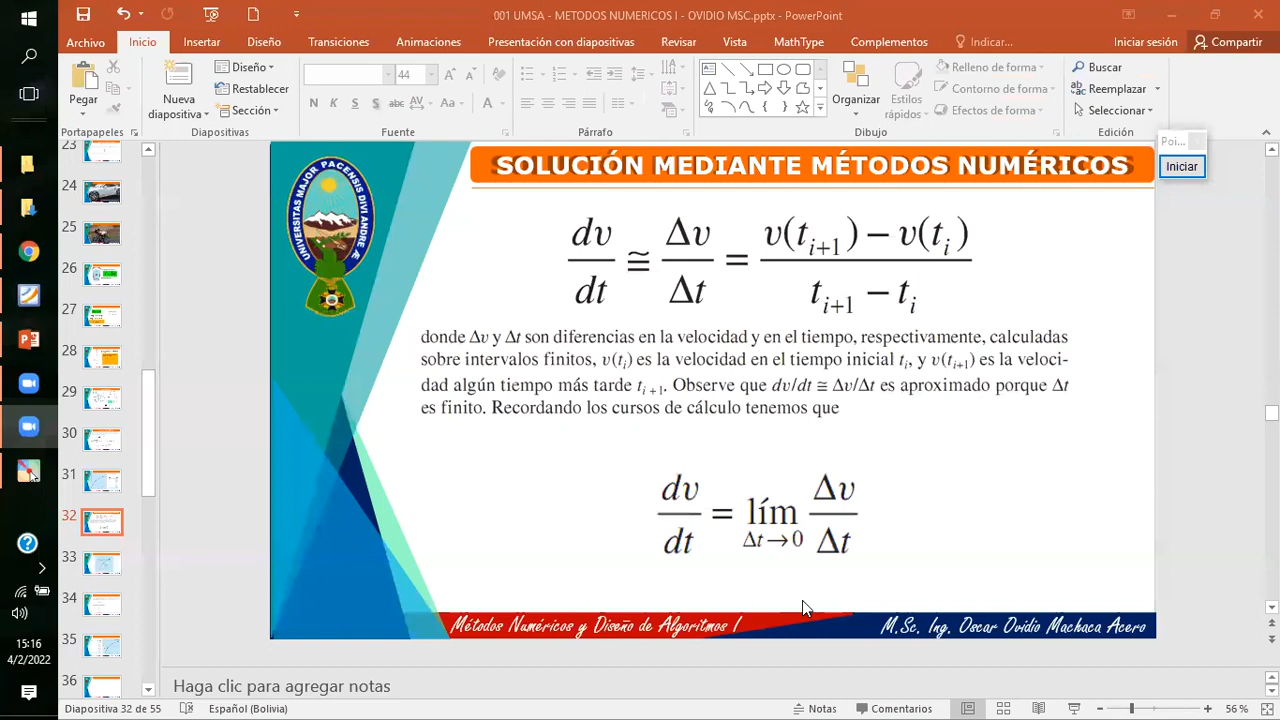 001 UMSA - METODOS NUMERICOS I - OVIDIO MSC.pptx - PowerPoint
Archivo Inicio Insertar Diseño Transiciones Animaciones Presentación con diapositivas Revisar Vista MathType Complementos Indicar... Iniciar sesión Compartir
Pegar
Portapapeles
Nueva diapositiva
Diseño
Restablecer
Sección
Diapositivas
44
N K S abc AV Aa A
Fuente
Párrafo
Organizar
Estilos rápidos
Relleno de forma
Contorno de forma
Efectos de forma
Dibujo
Buscar
Reemplazar
Seleccionar
Edición
Poi...
Iniciar
23
24
25
26
27
28
29
30
31
32
33
34
35
36
UNIVERSITAS MAJOR PACENSIS DIVI ANDRE Æ
SOLUCIÓN MEDIANTE MÉTODOS NUMÉRICOS
dv/dt ≅ Δv/Δt = (v(t_{i+1}) − v(t_i)) / (t_{i+1} − t_i)
donde Δv y Δt son diferencias en la velocidad y en el tiempo, respectivamente, calculadas
sobre intervalos finitos, v(t_i) es la velocidad en el tiempo inicial t_i, y v(t_{i+1}) es la veloci-
dad algún tiempo más tarde t_{i+1}. Observe que dv/dt ≅ Δv/Δt es aproximado porque Δt
es finito. Recordando los cursos de cálculo tenemos que
dv/dt = lím_{Δt→0} Δv/Δt
Métodos Numéricos y Diseño de Algoritmos I
M.Sc. Ing. Oscar Ovidio Machaca Acero
Haga clic para agregar notas
15:16
4/2/2022
Diapositiva 32 de 55 Español (Bolivia) Notas Comentarios 56 %